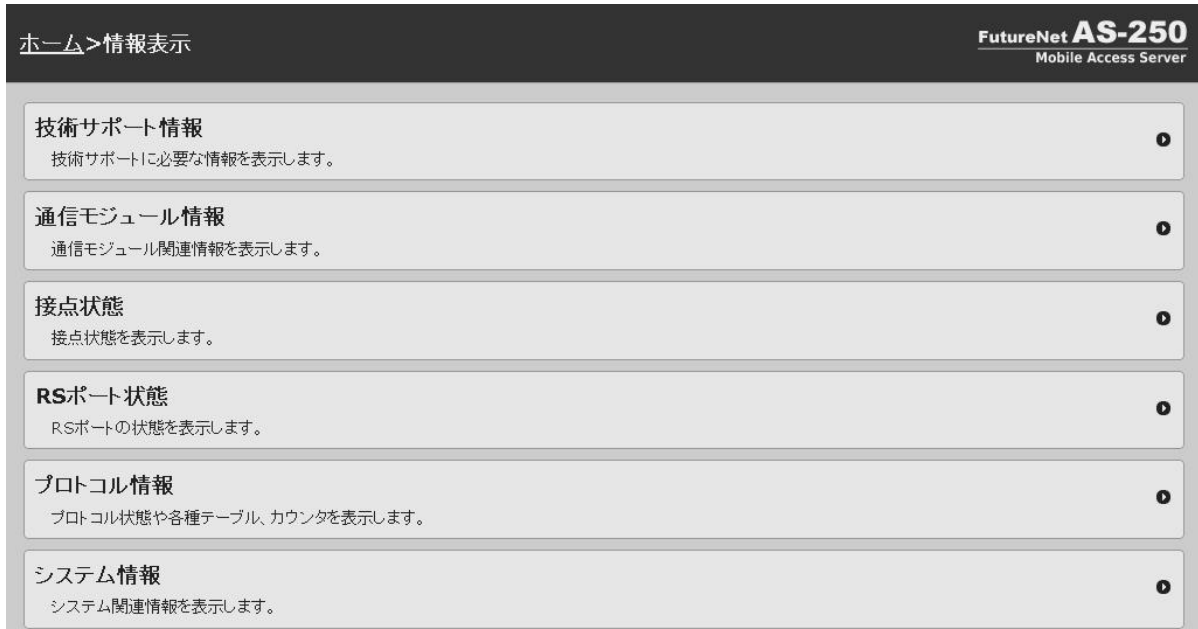 ホーム>情報表示
FutureNet AS-250
Mobile Access Server
技術サポート情報
技術サポートに必要な情報を表示します。
通信モジュール情報
通信モジュール関連情報を表示します。
接点状態
接点状態を表示します。
RSポート状態
RSポートの状態を表示します。
プロトコル情報
プロトコル状態や各種テーブル、カウンタを表示します。
システム情報
システム関連情報を表示します。